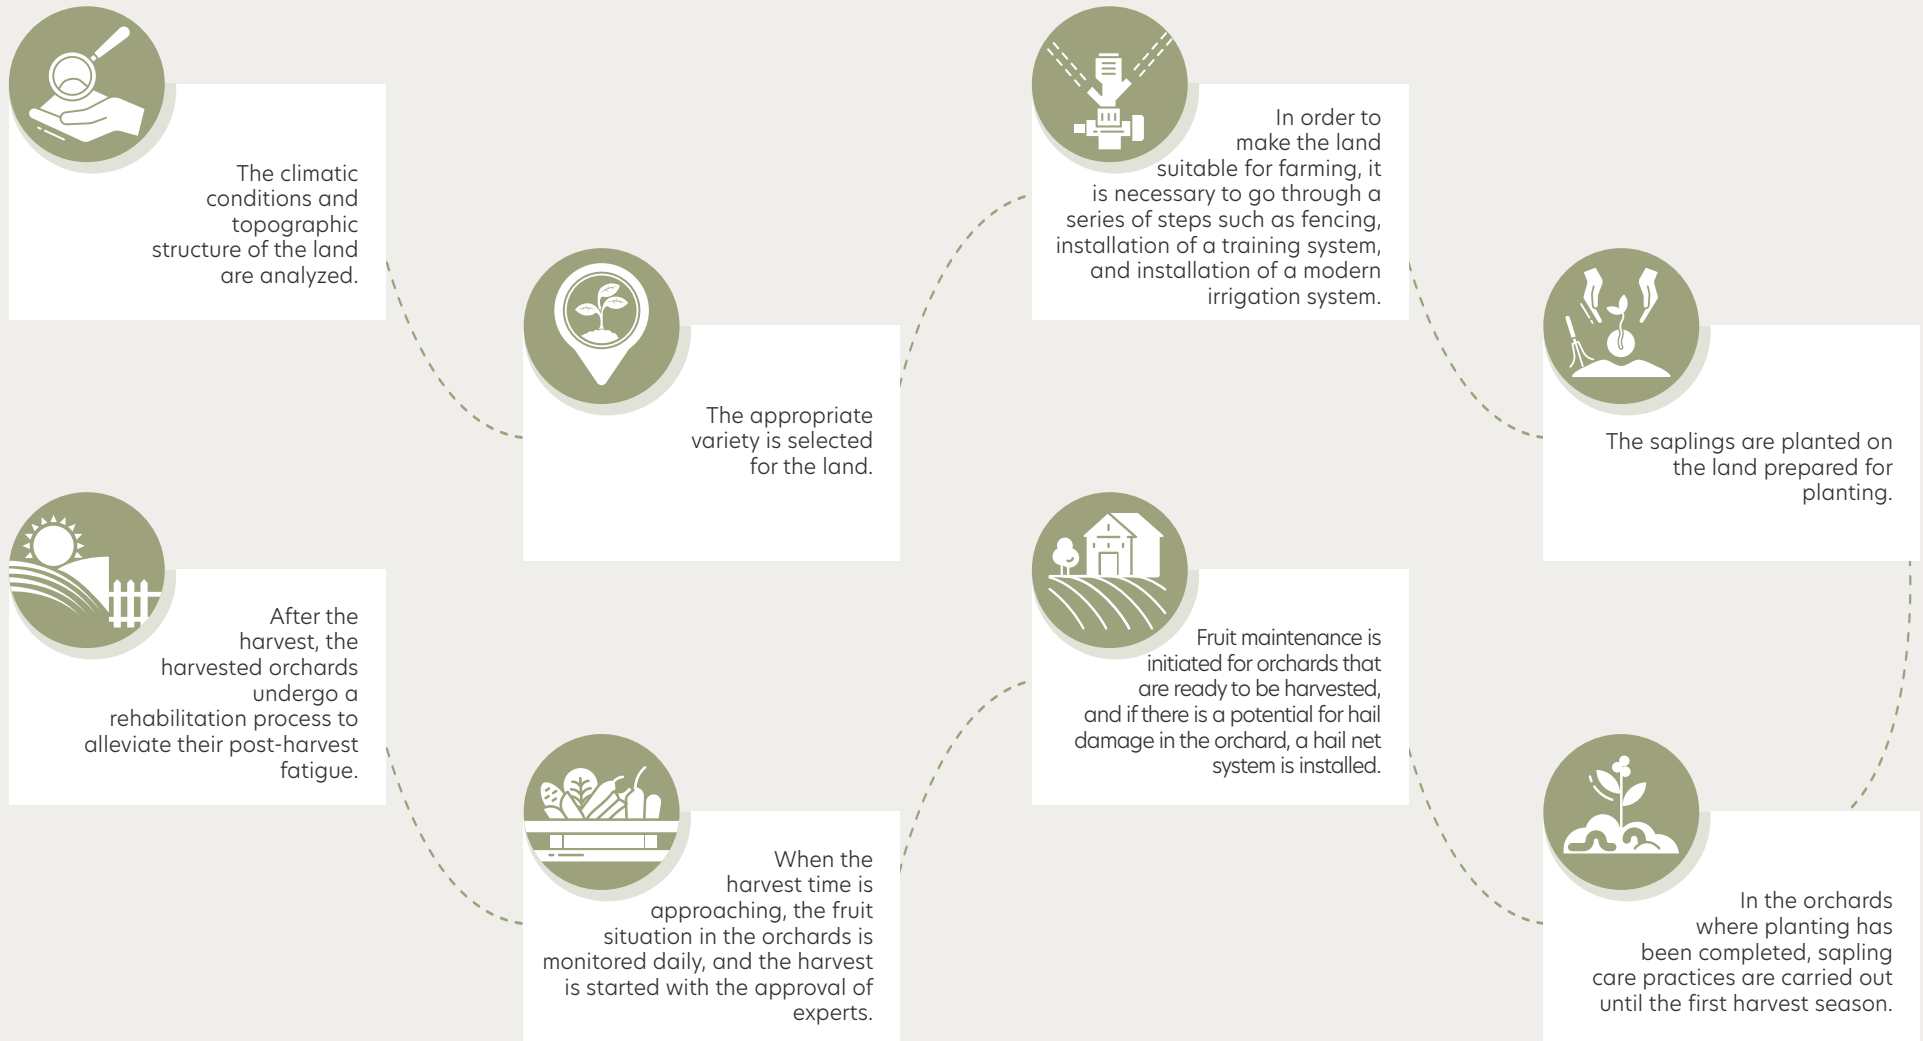 The climatic
conditions and
topographic
structure of the land
are analyzed.
The appropriate
variety is selected
for the land.
In order to
make the land
suitable for farming, it
is necessary to go through a
series of steps such as fencing,
installation of a training system,
and installation of a modern
irrigation system.
The saplings are planted on
the land prepared for
planting.
In the orchards
where planting has
been completed, sapling
care practices are carried out
until the first harvest season.
Fruit maintenance is
initiated for orchards that
are ready to be harvested,
and if there is a potential for hail
damage in the orchard, a hail net
system is installed.
When the
harvest time is
approaching, the fruit
situation in the orchards is
monitored daily, and the harvest
is started with the approval of
experts.
After the
harvest, the
harvested orchards
undergo a
rehabilitation process to
alleviate their post-harvest
fatigue.